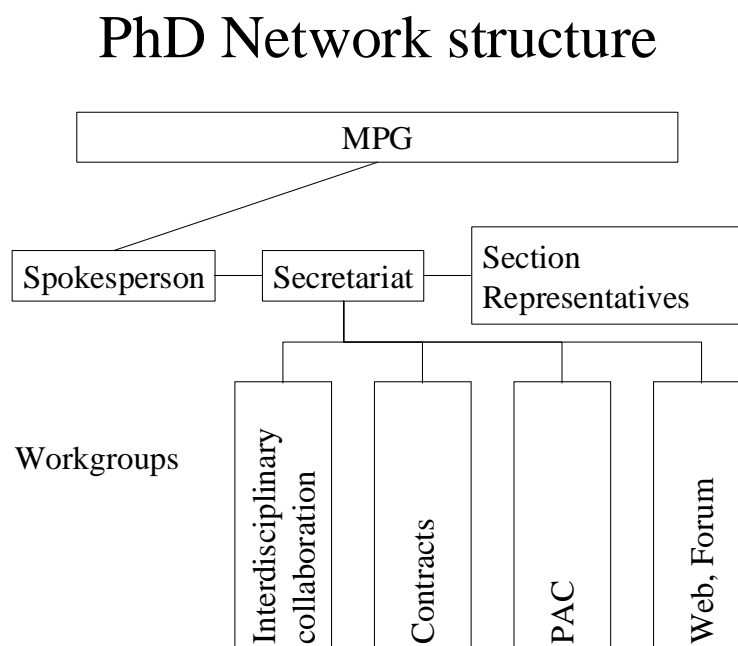 PhD Network structure
MPG
Spokesperson
Secretariat
Section
Representatives
Workgroups
Interdisciplinary
collaboration
Contracts
PAC
Web, Forum